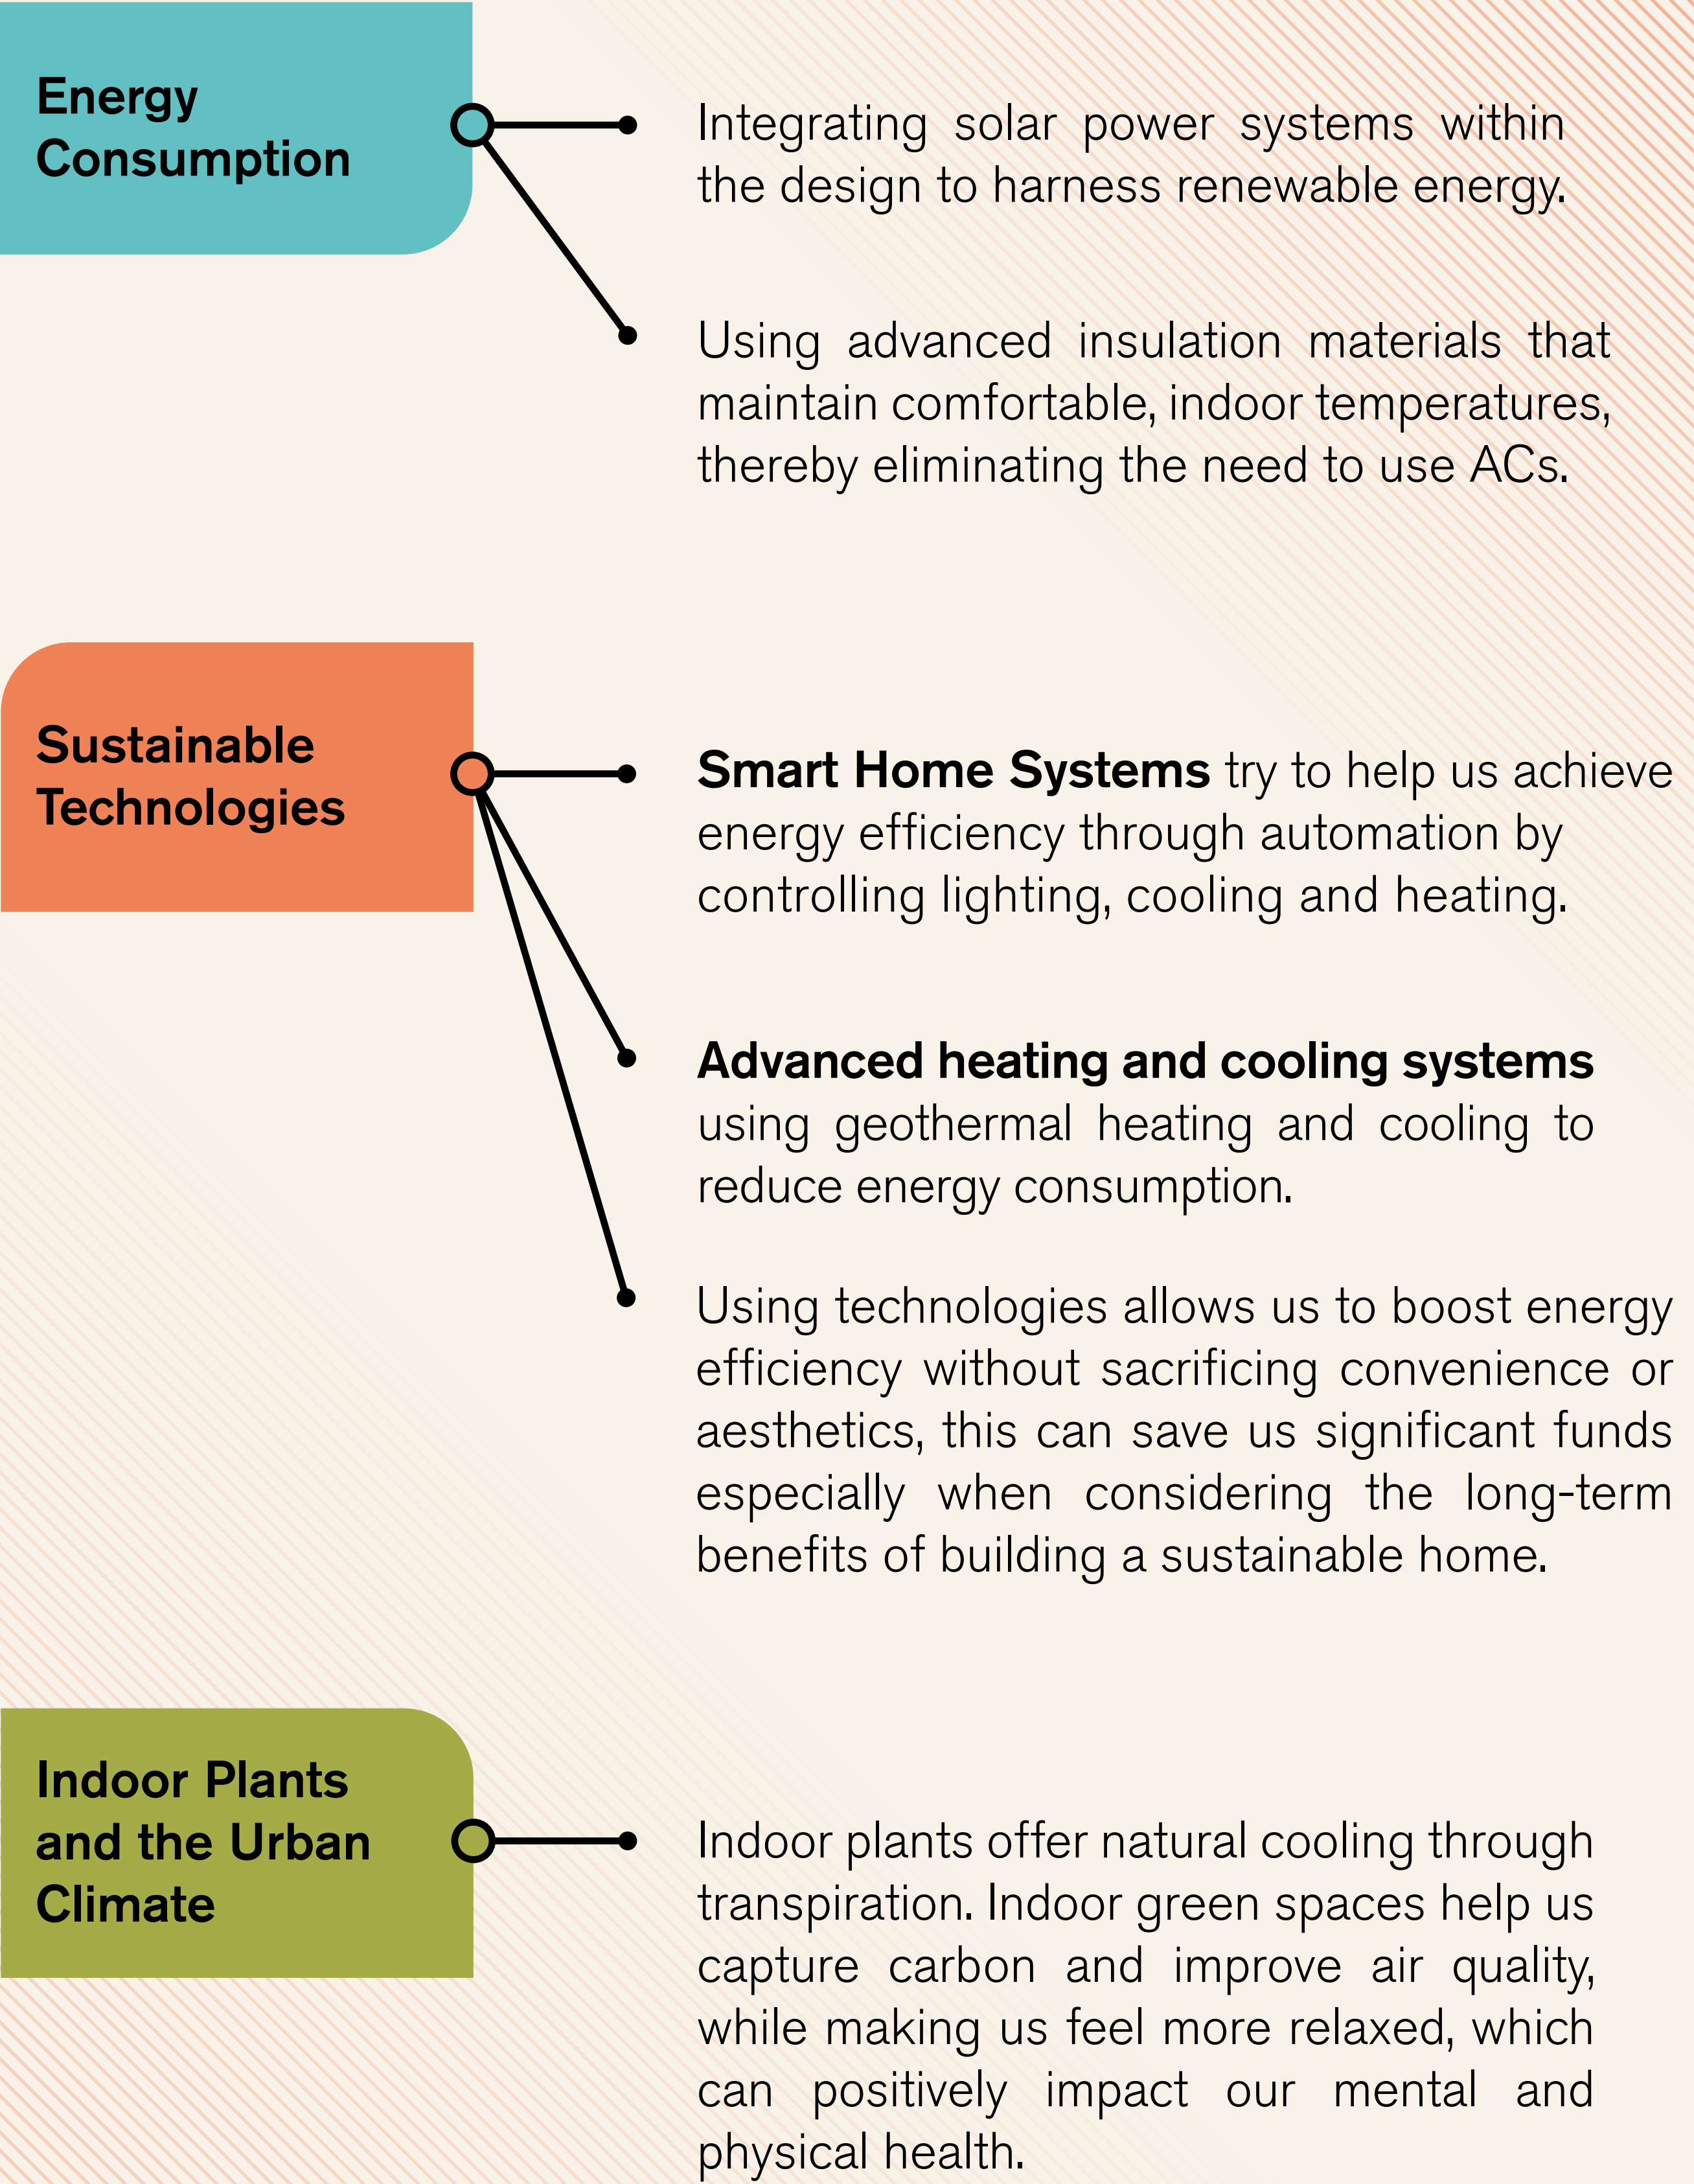 Energy
Consumption
Integrating solar power systems within
the design to harness renewable energy.
Using advanced insulation materials that
maintain comfortable, indoor temperatures,
thereby eliminating the need to use ACs.
Sustainable
Technologies
Smart Home Systems try to help us achieve
energy efficiency through automation by
controlling lighting, cooling and heating.
Advanced heating and cooling systems
using geothermal heating and cooling to
reduce energy consumption.
Using technologies allows us to boost energy
efficiency without sacrificing convenience or
aesthetics, this can save us significant funds
especially when considering the long-term
benefits of building a sustainable home.
Indoor Plants
and the Urban
Climate
Indoor plants offer natural cooling through
transpiration. Indoor green spaces help us
capture carbon and improve air quality,
while making us feel more relaxed, which
can positively impact our mental and
physical health.